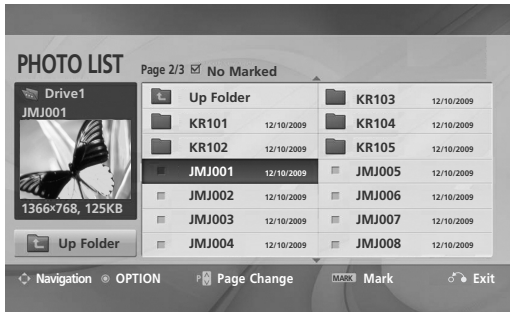 PHOTO LIST
Page 2/3 No Marked
Drive1
JMJ001
1366×768, 125KB
Up Folder
Up Folder
KR101 12/10/2009
KR102 12/10/2009
JMJ001 12/10/2009
JMJ002 12/10/2009
JMJ003 12/10/2009
JMJ004 12/10/2009
KR103 12/10/2009
KR104 12/10/2009
KR105 12/10/2009
JMJ005 12/10/2009
JMJ006 12/10/2009
JMJ007 12/10/2009
JMJ008 12/10/2009
Navigation OPTION P Page Change MARK Mark Exit